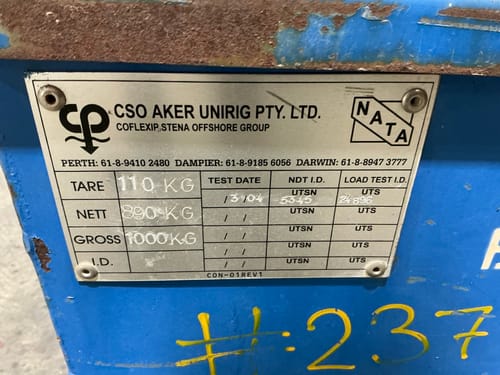 CSO AKER UNIRIG PTY. LTD.
COFLEXIP STENA OFFSHORE GROUP
NATA
PERTH: 61-8-9410 2480 DAMPIER: 61-8-9185 6056 DARWIN: 61-8-8947 3777
TARE 110 KG TEST DATE NDT I.D. LOAD TEST I.D.
UTSN UTS
NETT 890 KG / / UTSN UTS
GROSS 1000 KG / / UTSN UTS
I.D. / / UTSN UTS
CON-01REV1
#:237